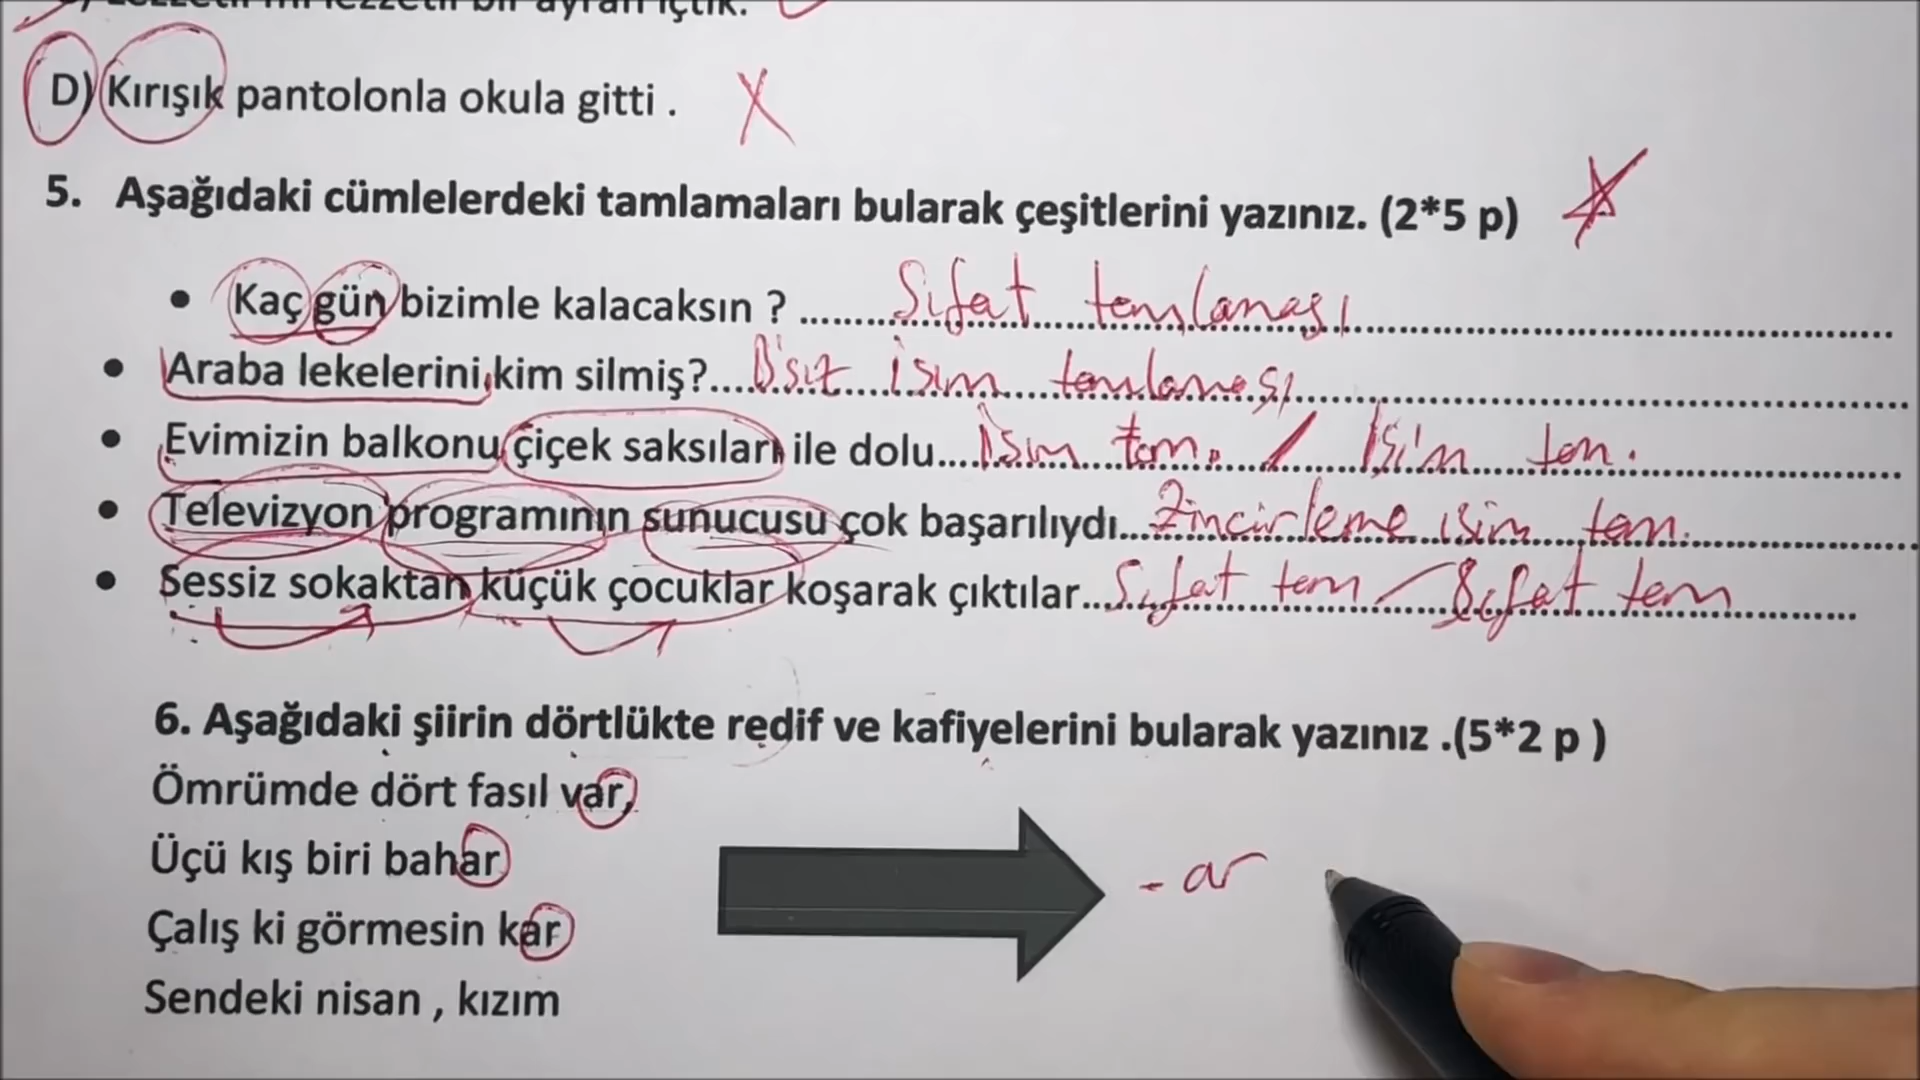 bir ayran içtik.
D) Kırışık pantolonla okula gitti . X
5. Aşağıdaki cümlelerdeki tamlamaları bularak çeşitlerini yazınız. (2*5 p)
• Kaç gün bizimle kalacaksın ? Sıfat tamlaması
• Araba lekelerini kim silmiş? isim tamlaması
• Evimizin balkonu çiçek saksıları ile dolu. İsim tam. / İsim tam.
• Televizyon programının sunucusu çok başarılıydı. Zincirleme isim tam.
• Sessiz sokaktan küçük çocuklar koşarak çıktılar. Sıfat tam / Sıfat tam
6. Aşağıdaki şiirin dörtlükte redif ve kafiyelerini bularak yazınız .(5*2 p )
Ömrümde dört fasıl var,
Üçü kış biri bahar
- ar
Çalış ki görmesin kar
Sendeki nisan , kızım